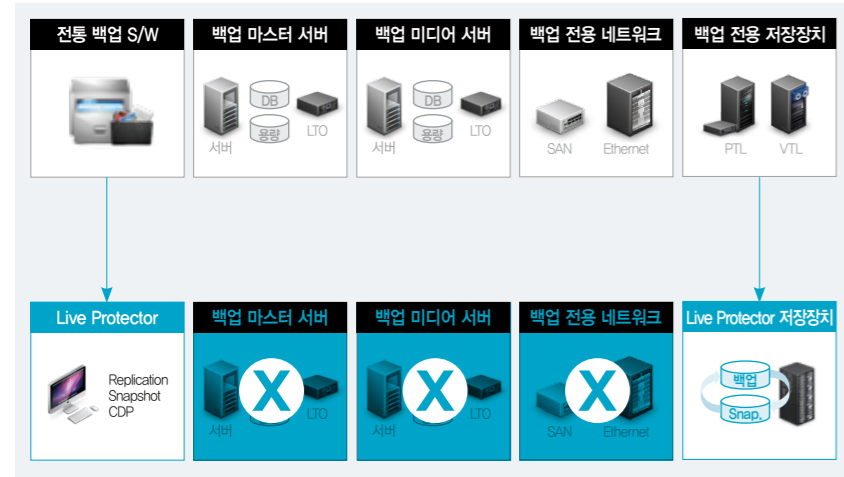 전통 백업 S/W
백업 마스터 서버
백업 미디어 서버
백업 전용 네트워크
백업 전용 저장장치
DB
용량
서버
LTO
DB
용량
서버
LTO
SAN
Ethernet
PTL
VTL
Live Protector
백업 마스터 서버
백업 미디어 서버
백업 전용 네트워크
Live Protector 저장장치
Replication
Snapshot
CDP
X
서버
LTO
X
서버
LTO
X
SAN
Ethernet
백업
Snap.